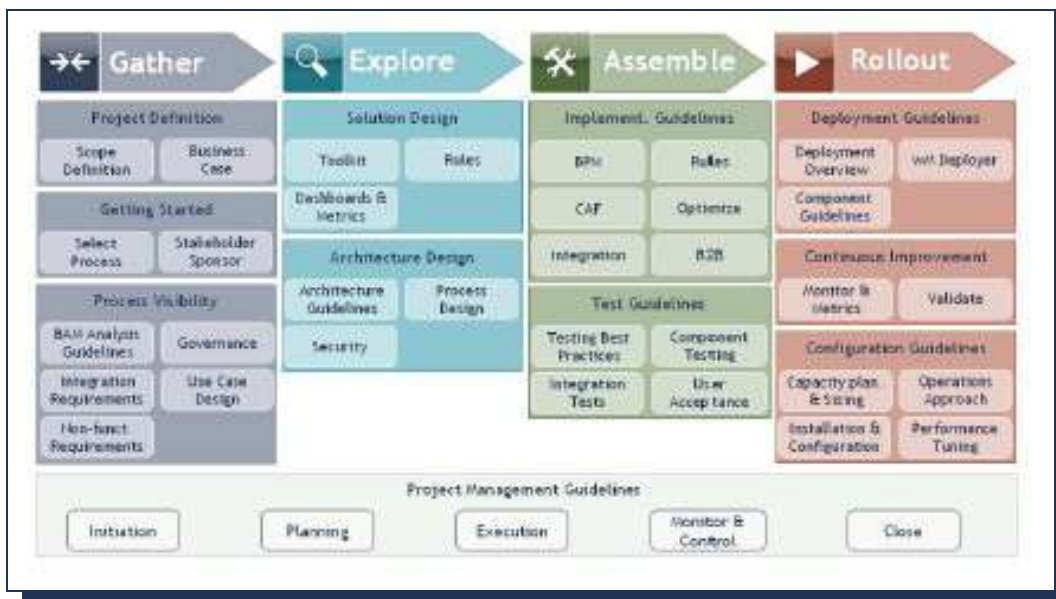 Gather
Explore
Assemble
Rollout
Project Definition
Scope
Definition
Business
Case
Getting Started
Select
Process
Stakeholder
Sponsor
Process Visibility
BAM Analysis
Guidelines
Governance
Integration
Requirements
Use Case
Design
Non-funct
Requirements
Solution Design
Toolkit
Rules
Dashboards &
Metrics
Architecture Design
Architecture
Guidelines
Process
Design
Security
Implement. Guidelines
BPM
Rules
CAF
Optimize
Integration
B2B
Test Guidelines
Testing Best
Practices
Component
Testing
Integration
Tests
User
Acceptance
Deployment Guidelines
Deployment
Overview
wM Deployer
Component
Guidelines
Continuous Improvement
Monitor &
Metrics
Validate
Configuration Guidelines
Capacity plan.
& Sizing
Operations
Approach
Installation &
Configuration
Performance
Tuning
Project Management Guidelines
Initiation
Planning
Execution
Monitor &
Control
Close